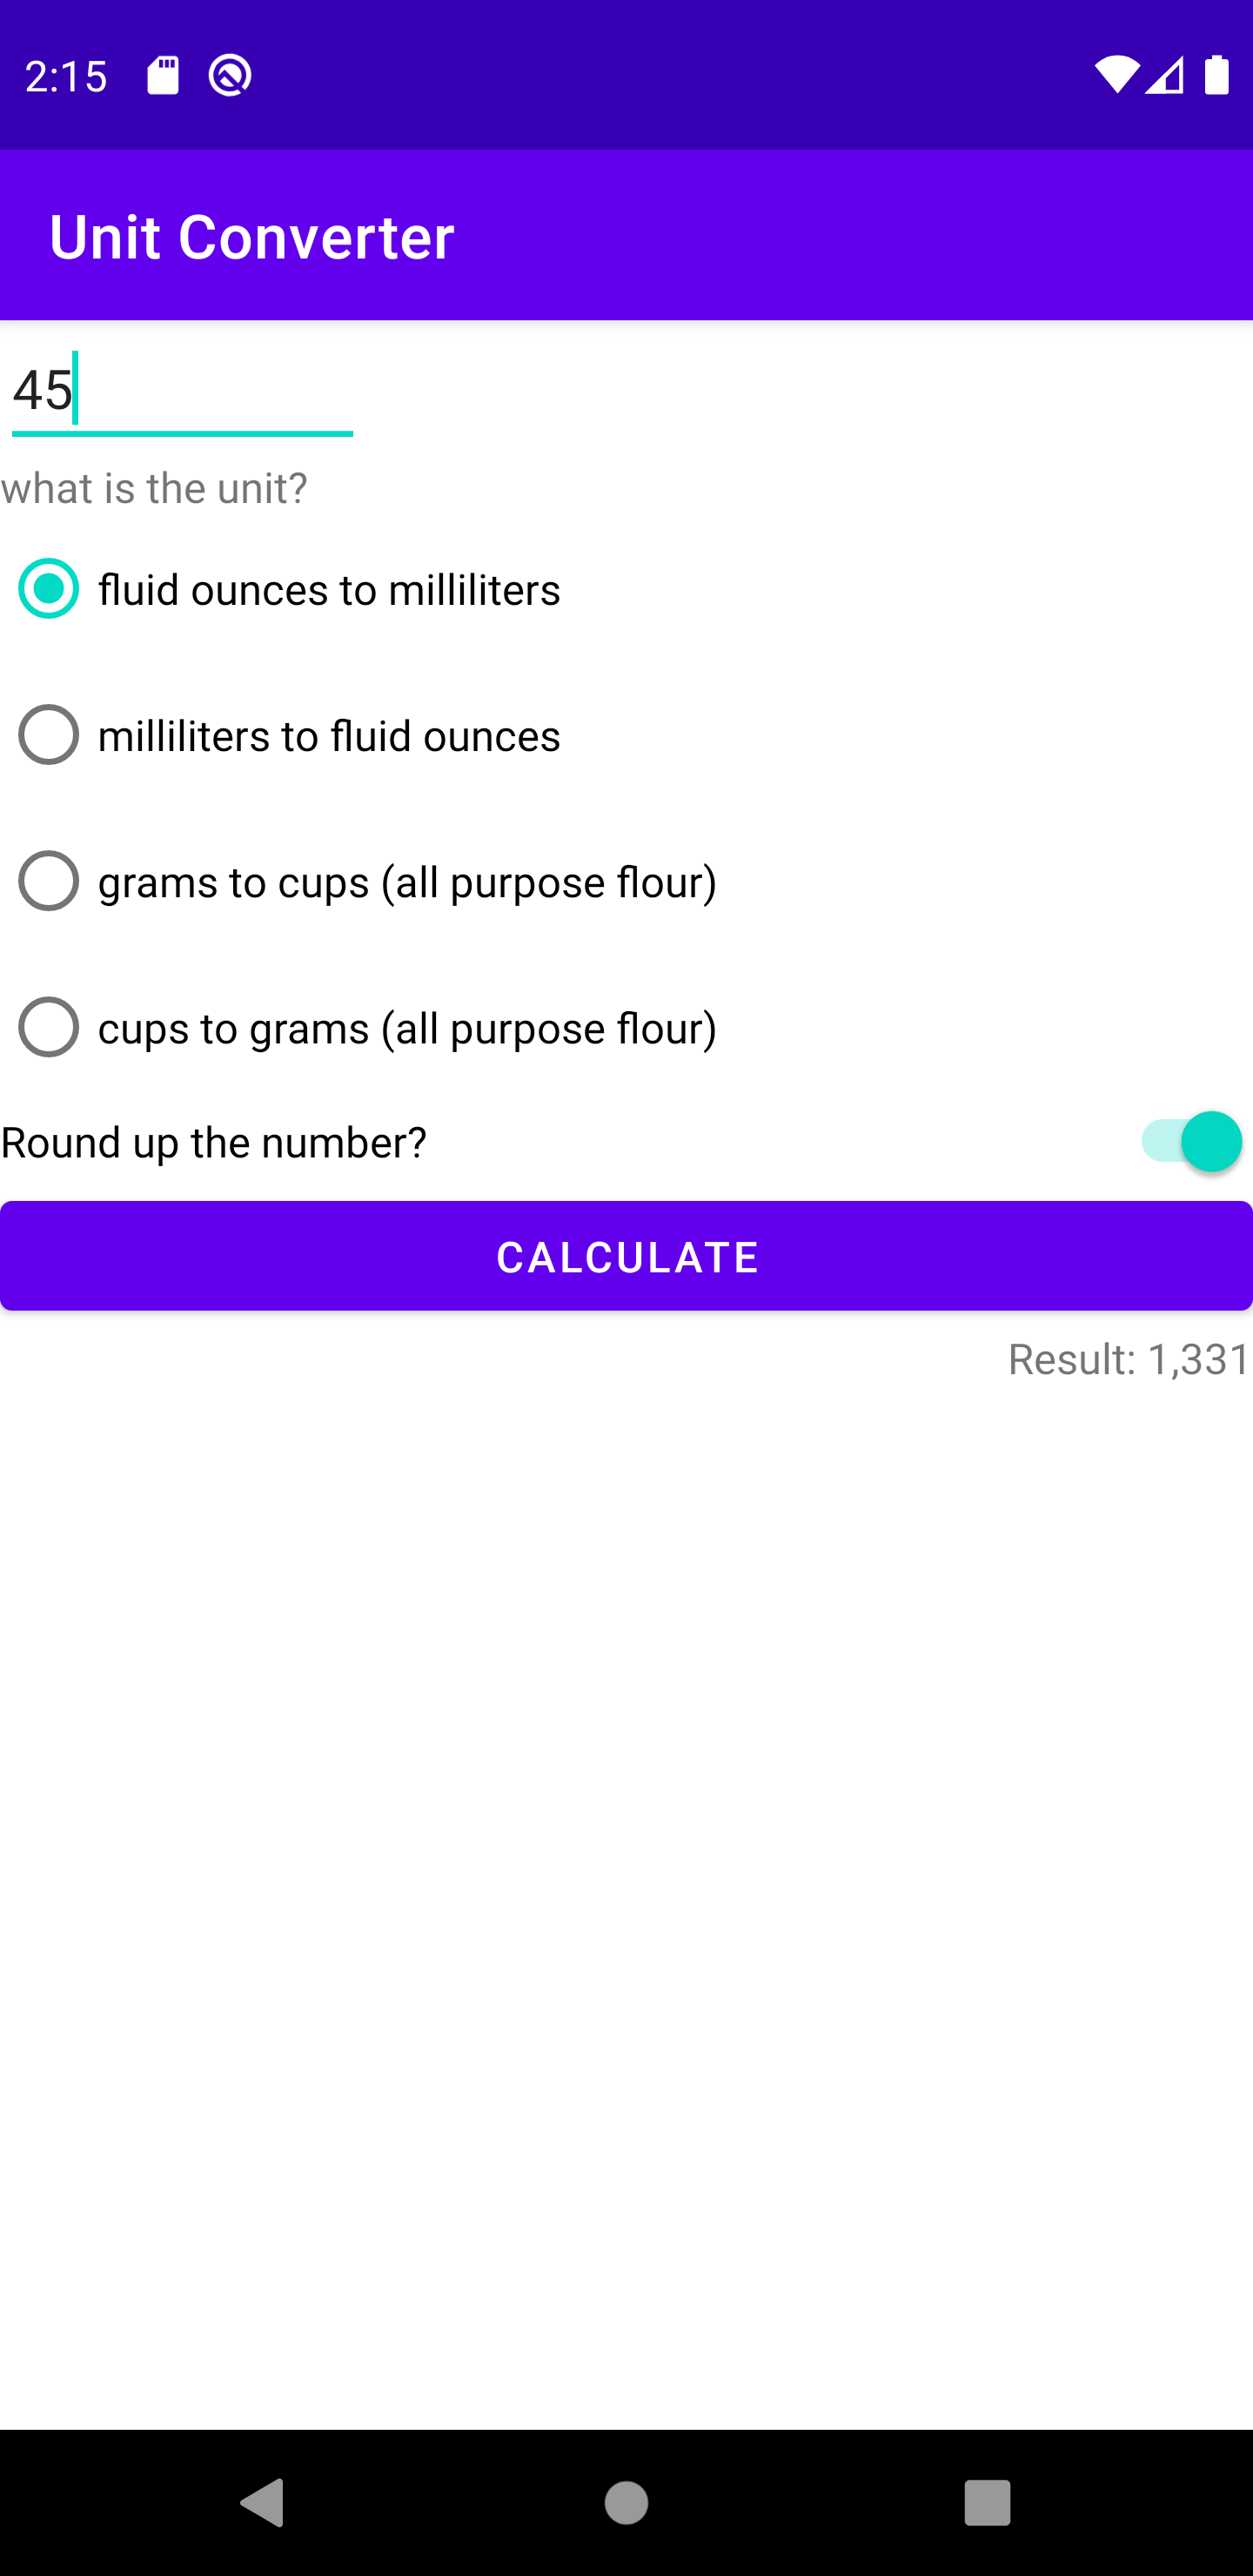 2:15
Unit Converter
45
what is the unit?
fluid ounces to milliliters
milliliters to fluid ounces
grams to cups (all purpose flour)
cups to grams (all purpose flour)
Round up the number?
CALCULATE
Result: 1,331